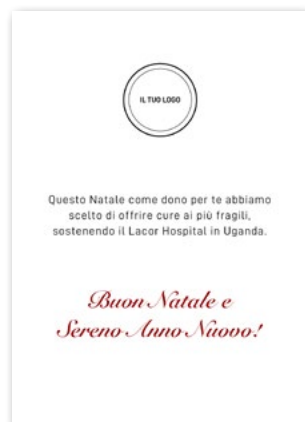 IL TUO LOGO
Questo Natale come dono per te abbiamo
scelto di offrire cure ai più fragili,
sostenendo il Lacor Hospital in Uganda.
Buon Natale e
Sereno Anno Nuovo!